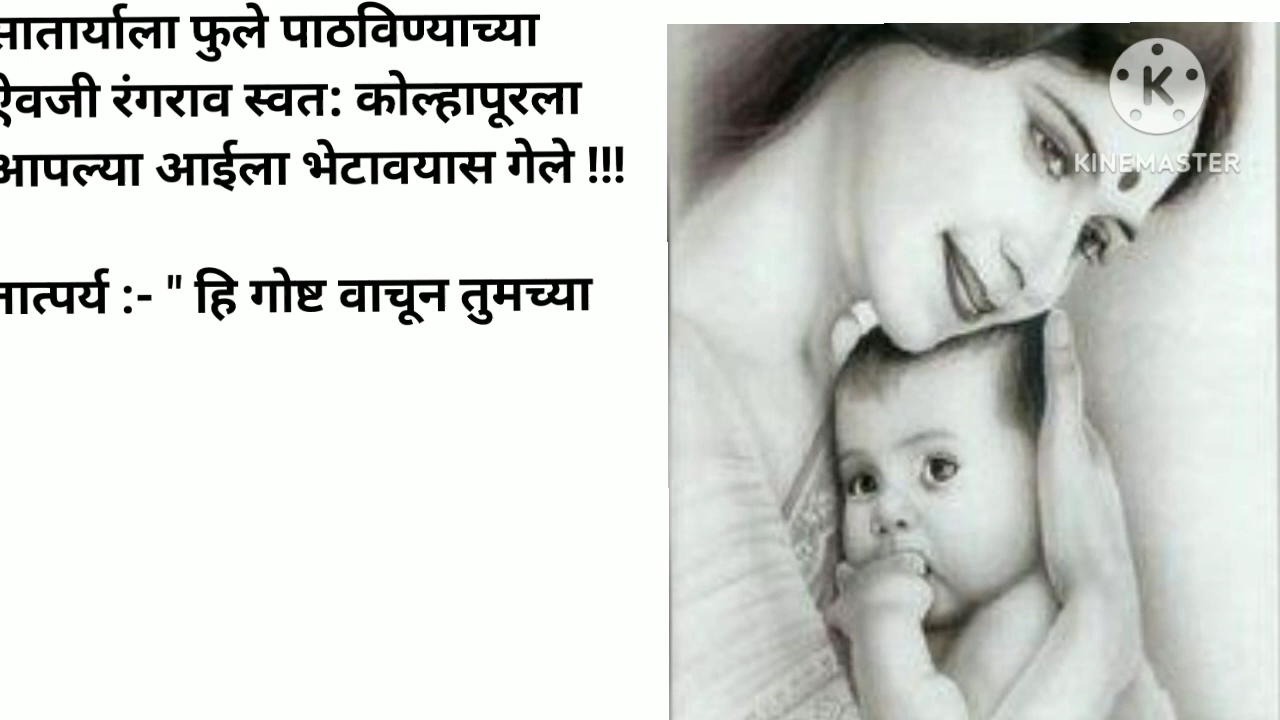 सातार्याला फुले पाठविण्याच्या
ऐवजी रंगराव स्वत: कोल्हापूरला
आपल्या आईला भेटावयास गेले !!!
तात्पर्य :- " हि गोष्ट वाचून तुमच्या
K
KINEMASTER